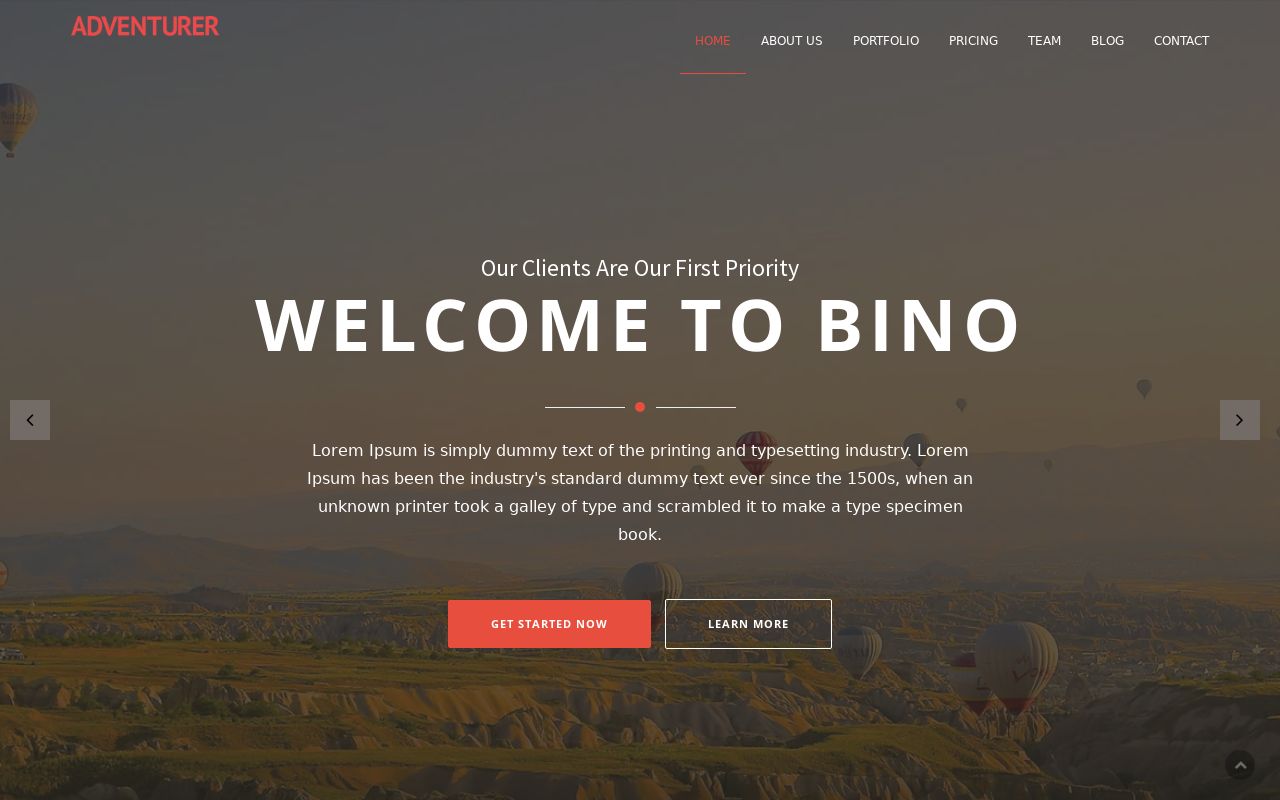 ADVENTURER
HOME ABOUT US PORTFOLIO PRICING TEAM BLOG CONTACT
Our Clients Are Our First Priority
WELCOME TO BINO
Lorem Ipsum is simply dummy text of the printing and typesetting industry. Lorem
Ipsum has been the industry's standard dummy text ever since the 1500s, when an
unknown printer took a galley of type and scrambled it to make a type specimen
book.
GET STARTED NOW LEARN MORE